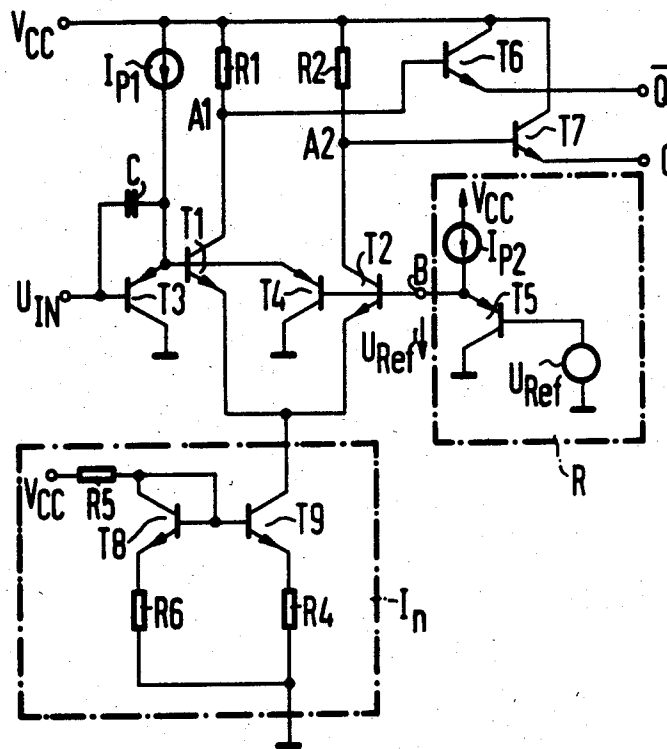 VCC
IP1
R1
R2
T6
Q̅
A1
A2
T7
C
T1
VCC
IP2
T2
B
UIN
T3
T4
T5
URef'
URef
R
VCC
R5
T8
T9
R6
R4
In